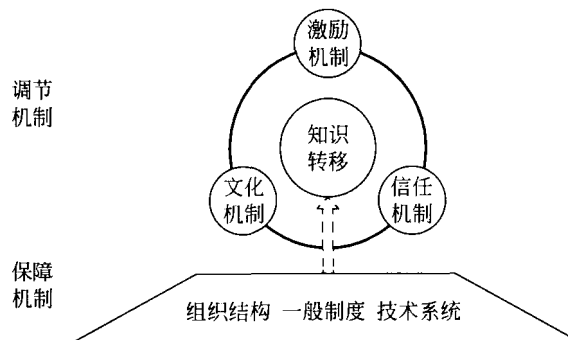 激励
机制
调节
机制
知识
转移
文化
机制
信任
机制
保障
机制
组织结构 一般制度 技术系统